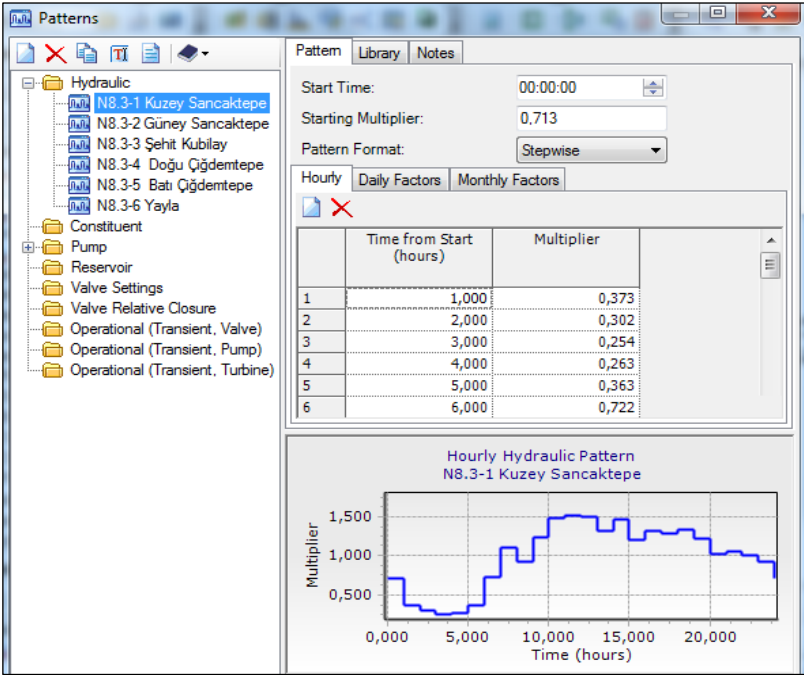 Patterns
Hydraulic
N8.3-1 Kuzey Sancaktepe
N8.3-2 Güney Sancaktepe
N8.3-3 Şehit Kubilay
N8.3-4 Doğu Çiğdemtepe
N8.3-5 Batı Çiğdemtepe
N8.3-6 Yayla
Constituent
Pump
Reservoir
Valve Settings
Valve Relative Closure
Operational (Transient, Valve)
Operational (Transient, Pump)
Operational (Transient, Turbine)
Pattern Library Notes
Start Time: 00:00:00
Starting Multiplier: 0,713
Pattern Format: Stepwise
Hourly Daily Factors Monthly Factors
Time from Start Multiplier
(hours)
1 1,000 0,373
2 2,000 0,302
3 3,000 0,254
4 4,000 0,263
5 5,000 0,363
6 6,000 0,722
Hourly Hydraulic Pattern
N8.3-1 Kuzey Sancaktepe
Multiplier
1,500
1,000
0,500
0,000 5,000 10,000 15,000 20,000
Time (hours)